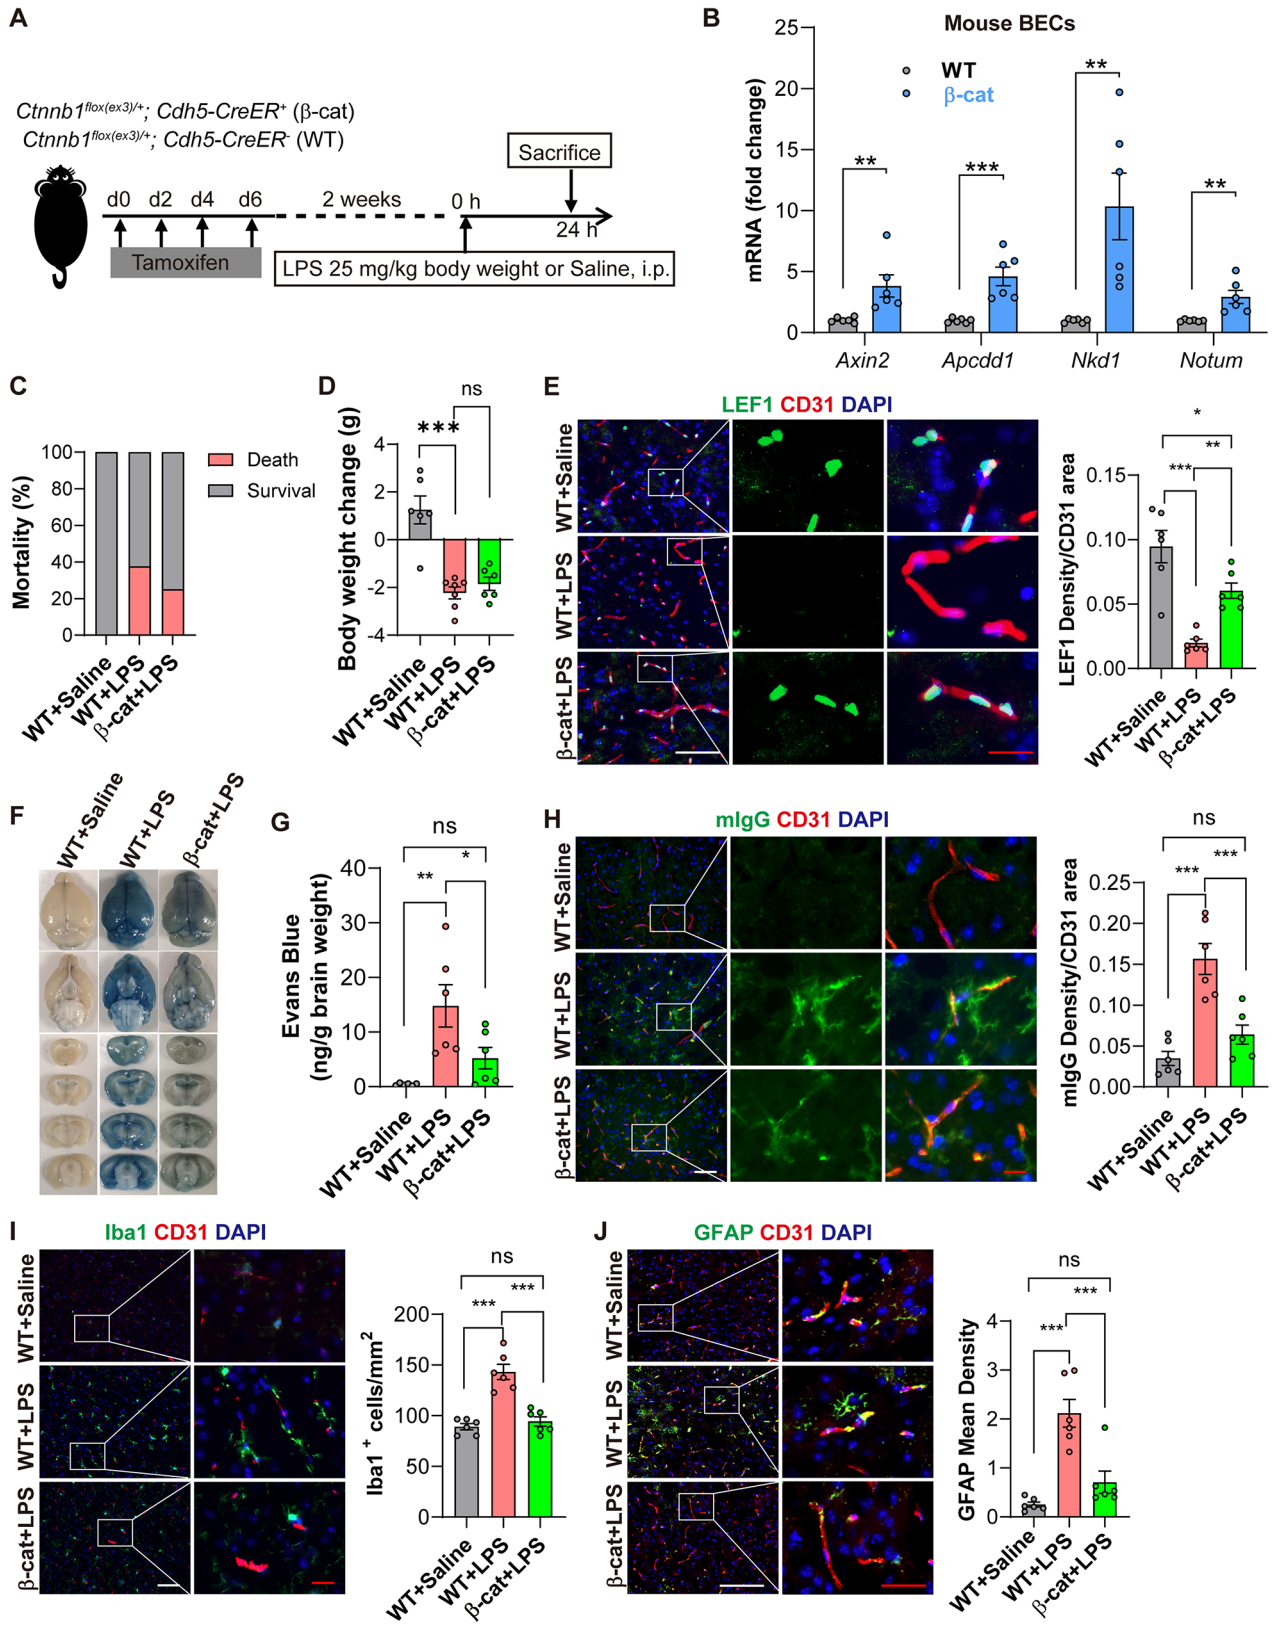 A
Ctnnb1flox(ex3)/+; Cdh5-CreER+ (β-cat)
Ctnnb1flox(ex3)/+; Cdh5-CreER- (WT)
d0 d2 d4 d6
Tamoxifen
2 weeks
0 h
Sacrifice
24 h
LPS 25 mg/kg body weight or Saline, i.p.
B
Mouse BECs
WT
β-cat
mRNA (fold change)
25
20
15
10
5
0
**
***
**
**
Axin2 Apcdd1 Nkd1 Notum
C
Mortality (%)
100
80
60
40
20
0
Death
Survival
WT+Saline
WT+LPS
β-cat+LPS
D
Body weight change (g)
ns
***
4
2
0
-2
-4
WT+Saline
WT+LPS
β-cat+LPS
E
LEF1 CD31 DAPI
WT+Saline
WT+LPS
β-cat+LPS
LEF1 Density/CD31 area
*
**
***
0.15
0.10
0.05
0.00
WT+Saline
WT+LPS
β-cat+LPS
F
WT+Saline
WT+LPS
β-cat+LPS
G
Evans Blue
(ng/g brain weight)
ns
*
**
40
30
20
10
0
WT+Saline
WT+LPS
β-cat+LPS
H
mIgG CD31 DAPI
WT+Saline
WT+LPS
β-cat+LPS
mIgG Density/CD31 area
ns
***
***
0.25
0.20
0.15
0.10
0.05
0.00
WT+Saline
WT+LPS
β-cat+LPS
I
Iba1 CD31 DAPI
WT+Saline
WT+LPS
β-cat+LPS
Iba1+ cells/mm2
ns
***
***
200
150
100
50
0
WT+Saline
WT+LPS
β-cat+LPS
J
GFAP CD31 DAPI
WT+Saline
WT+LPS
β-cat+LPS
GFAP Mean Density
ns
***
***
4
3
2
1
0
WT+Saline
WT+LPS
β-cat+LPS